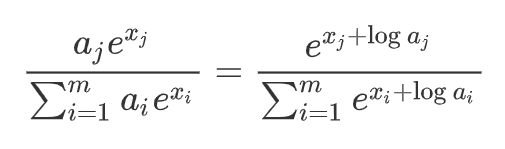 \frac{a_j e^{x_j}}{\sum_{i=1}^{m} a_i e^{x_i}} = \frac{e^{x_j + \log a_j}}{\sum_{i=1}^{m} e^{x_i + \log a_i}}